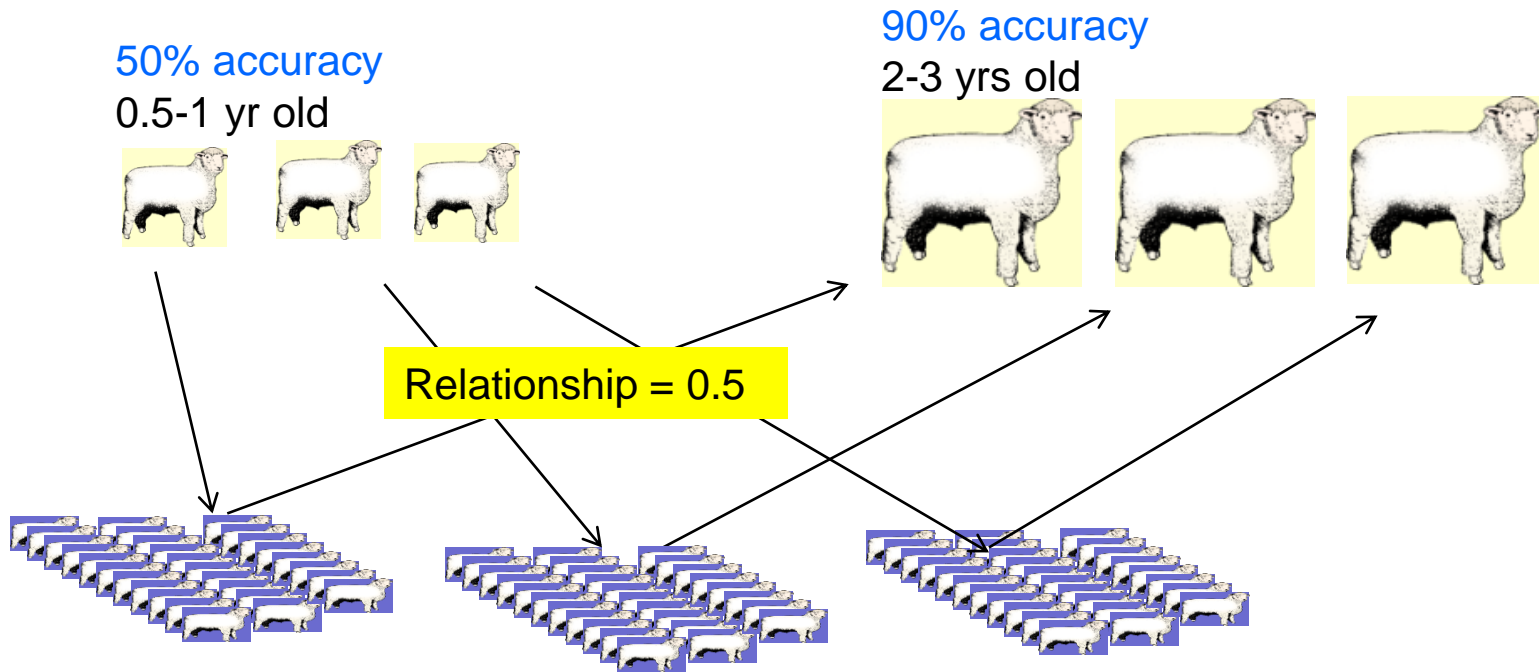 50% accuracy
0.5-1 yr old
90% accuracy
2-3 yrs old
Relationship = 0.5